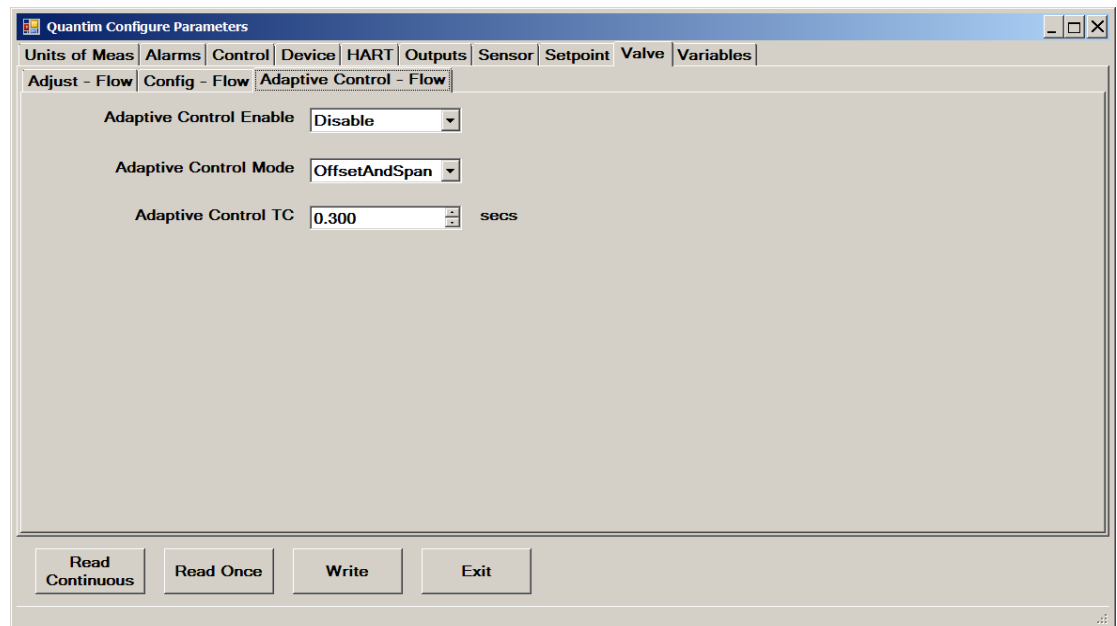 Quantim Configure Parameters
Units of Meas Alarms Control Device HART Outputs Sensor Setpoint Valve Variables
Adjust - Flow Config - Flow Adaptive Control - Flow
Adaptive Control Enable Disable
Adaptive Control Mode OffsetAndSpan
Adaptive Control TC 0.300 secs
Read
Continuous Read Once Write Exit